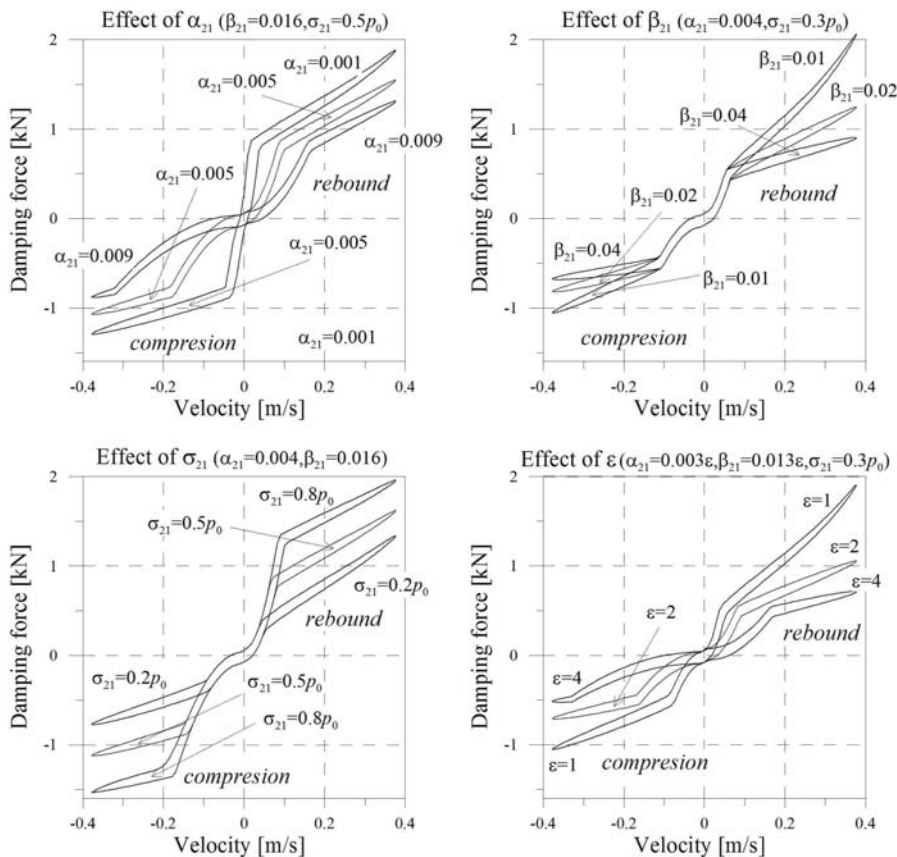 Effect of α21 (β21=0.016,σ21=0.5p0)
2
1
0
-1
Damping force [kN]
α21=0.001
α21=0.005
α21=0.009
rebound
α21=0.005
α21=0.009
α21=0.005
compresion
α21=0.001
-0.4
-0.2
0
0.2
0.4
Velocity [m/s]
Effect of β21 (α21=0.004,σ21=0.3p0)
2
1
0
-1
Damping force [kN]
β21=0.01
β21=0.02
β21=0.04
rebound
β21=0.02
β21=0.04
β21=0.01
compresion
-0.4
-0.2
0
0.2
0.4
Velocity [m/s]
Effect of σ21 (α21=0.004,β21=0.016)
2
1
0
-1
Damping force [kN]
σ21=0.8p0
σ21=0.5p0
σ21=0.2p0
rebound
σ21=0.2p0
σ21=0.5p0
σ21=0.8p0
compresion
-0.4
-0.2
0
0.2
0.4
Velocity [m/s]
Effect of ε(α21=0.003ε,β21=0.013ε,σ21=0.3p0)
2
1
0
-1
Damping force [kN]
ε=1
ε=2
ε=4
rebound
ε=2
ε=4
ε=1
compresion
-0.4
-0.2
0
0.2
0.4
Velocity [m/s]